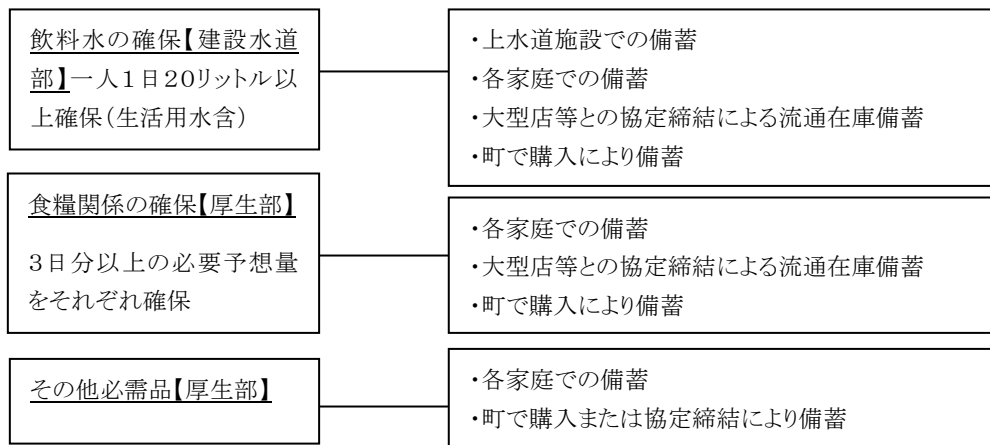 飲料水の確保【建設水道
部】一人1日20リットル以
上確保(生活用水含)
・上水道施設での備蓄
・各家庭での備蓄
・大型店等との協定締結による流通在庫備蓄
・町で購入により備蓄
食糧関係の確保【厚生部】
3日分以上の必要予想量
をそれぞれ確保
・各家庭での備蓄
・大型店等との協定締結による流通在庫備蓄
・町で購入により備蓄
その他必需品【厚生部】
・各家庭での備蓄
・町で購入または協定締結により備蓄